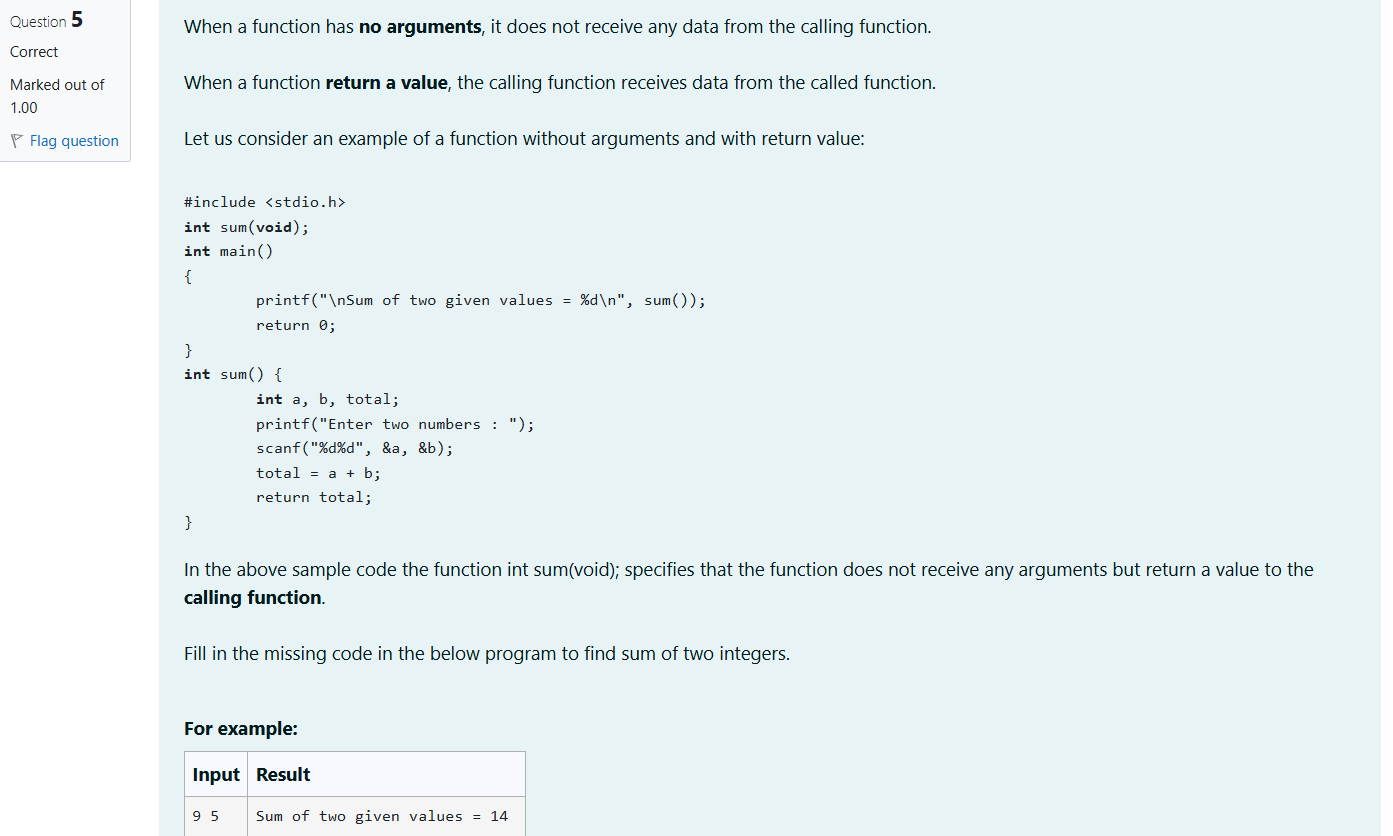 Question 5
Correct
Marked out of
1.00
Flag question
When a function has no arguments, it does not receive any data from the calling function.
When a function return a value, the calling function receives data from the called function.
Let us consider an example of a function without arguments and with return value:
#include <stdio.h>
int sum(void);
int main()
{
        printf("\nSum of two given values = %d\n", sum());
        return 0;
}
int sum() {
        int a, b, total;
        printf("Enter two numbers : ");
        scanf("%d%d", &a, &b);
        total = a + b;
        return total;
}
In the above sample code the function int sum(void); specifies that the function does not receive any arguments but return a value to the
calling function.
Fill in the missing code in the below program to find sum of two integers.
For example:
Input Result
9 5 Sum of two given values = 14